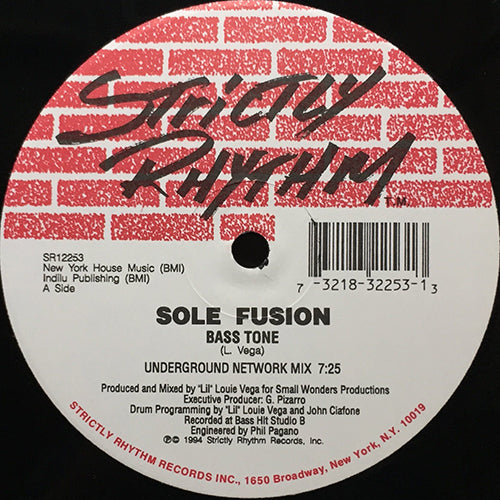 STRICTLY
RHYTHM
T.M.
SR12253
New York House Music (BMI)
Indilu Publishing (BMI)
A Side
7 -3218-32253-1 3
SOLE FUSION
BASS TONE
(L. Vega)
UNDERGROUND NETWORK MIX 7:25
Produced and Mixed by "Lil" Louie Vega for Small Wonders Productions
Executive Producer: G. Pizarro
Drum Programming by "Lil" Louie Vega and John Ciafone
Recorded at Bass Hit Studio B
Engineered by Phil Pagano
℗© 1994 Strictly Rhythm Records, Inc.
STRICTLY RHYTHM RECORDS INC., 1650 Broadway, New York, N.Y. 10019